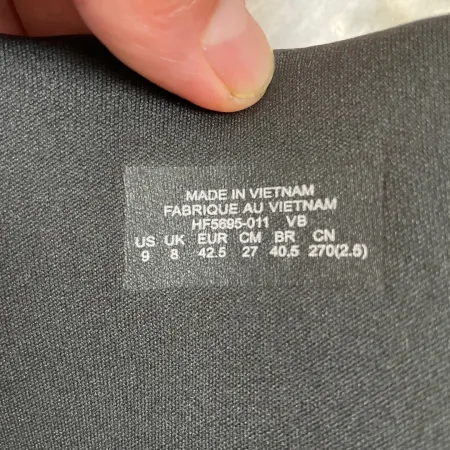 MADE IN VIETNAM
FABRIQUE AU VIETNAM
HF5695-011 VB
US UK EUR CM BR CN
9 8 42.5 27 40.5 270(2.5)